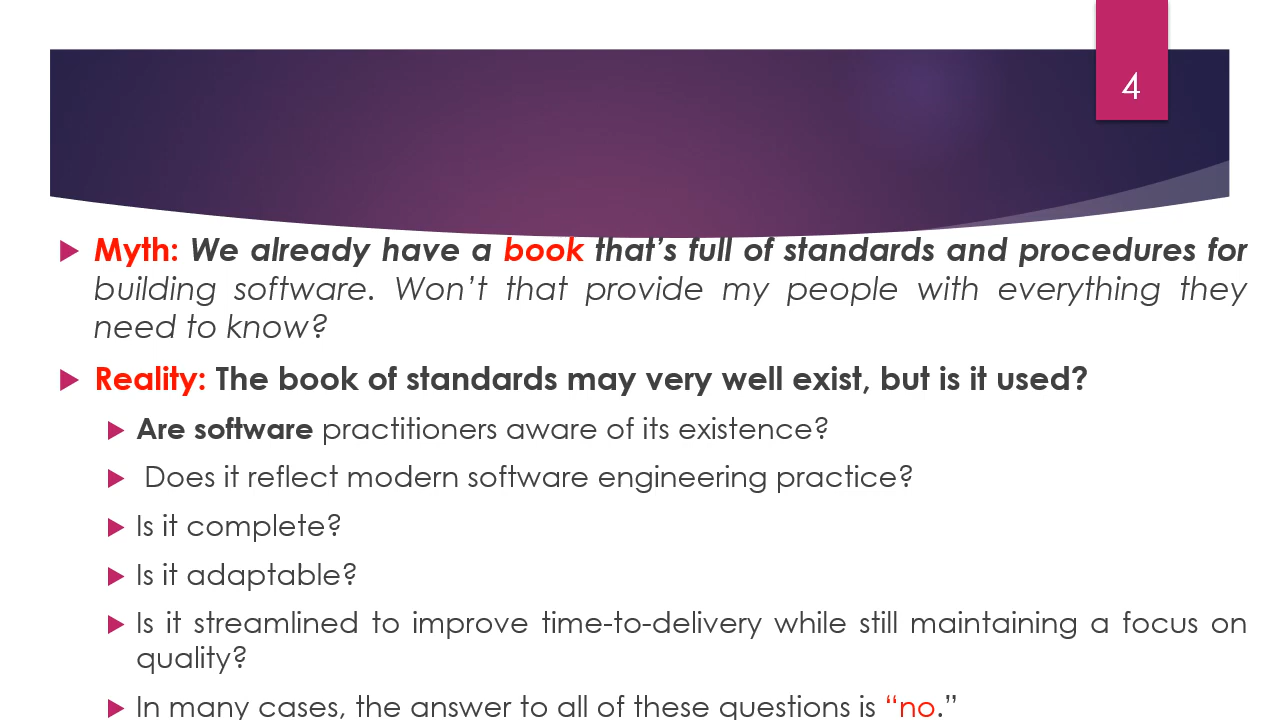 4
Myth: We already have a book that’s full of standards and procedures for
building software. Won’t that provide my people with everything they
need to know?
Reality: The book of standards may very well exist, but is it used?
Are software practitioners aware of its existence?
Does it reflect modern software engineering practice?
Is it complete?
Is it adaptable?
Is it streamlined to improve time-to-delivery while still maintaining a focus on
quality?
In many cases, the answer to all of these questions is “no.”